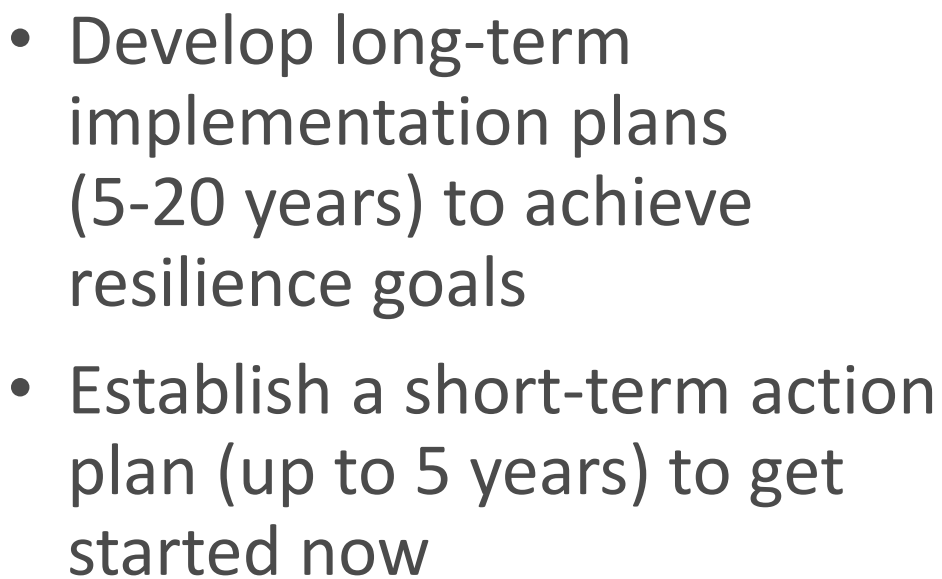 • Develop long-term
implementation plans
(5-20 years) to achieve
resilience goals
• Establish a short-term action
plan (up to 5 years) to get
started now